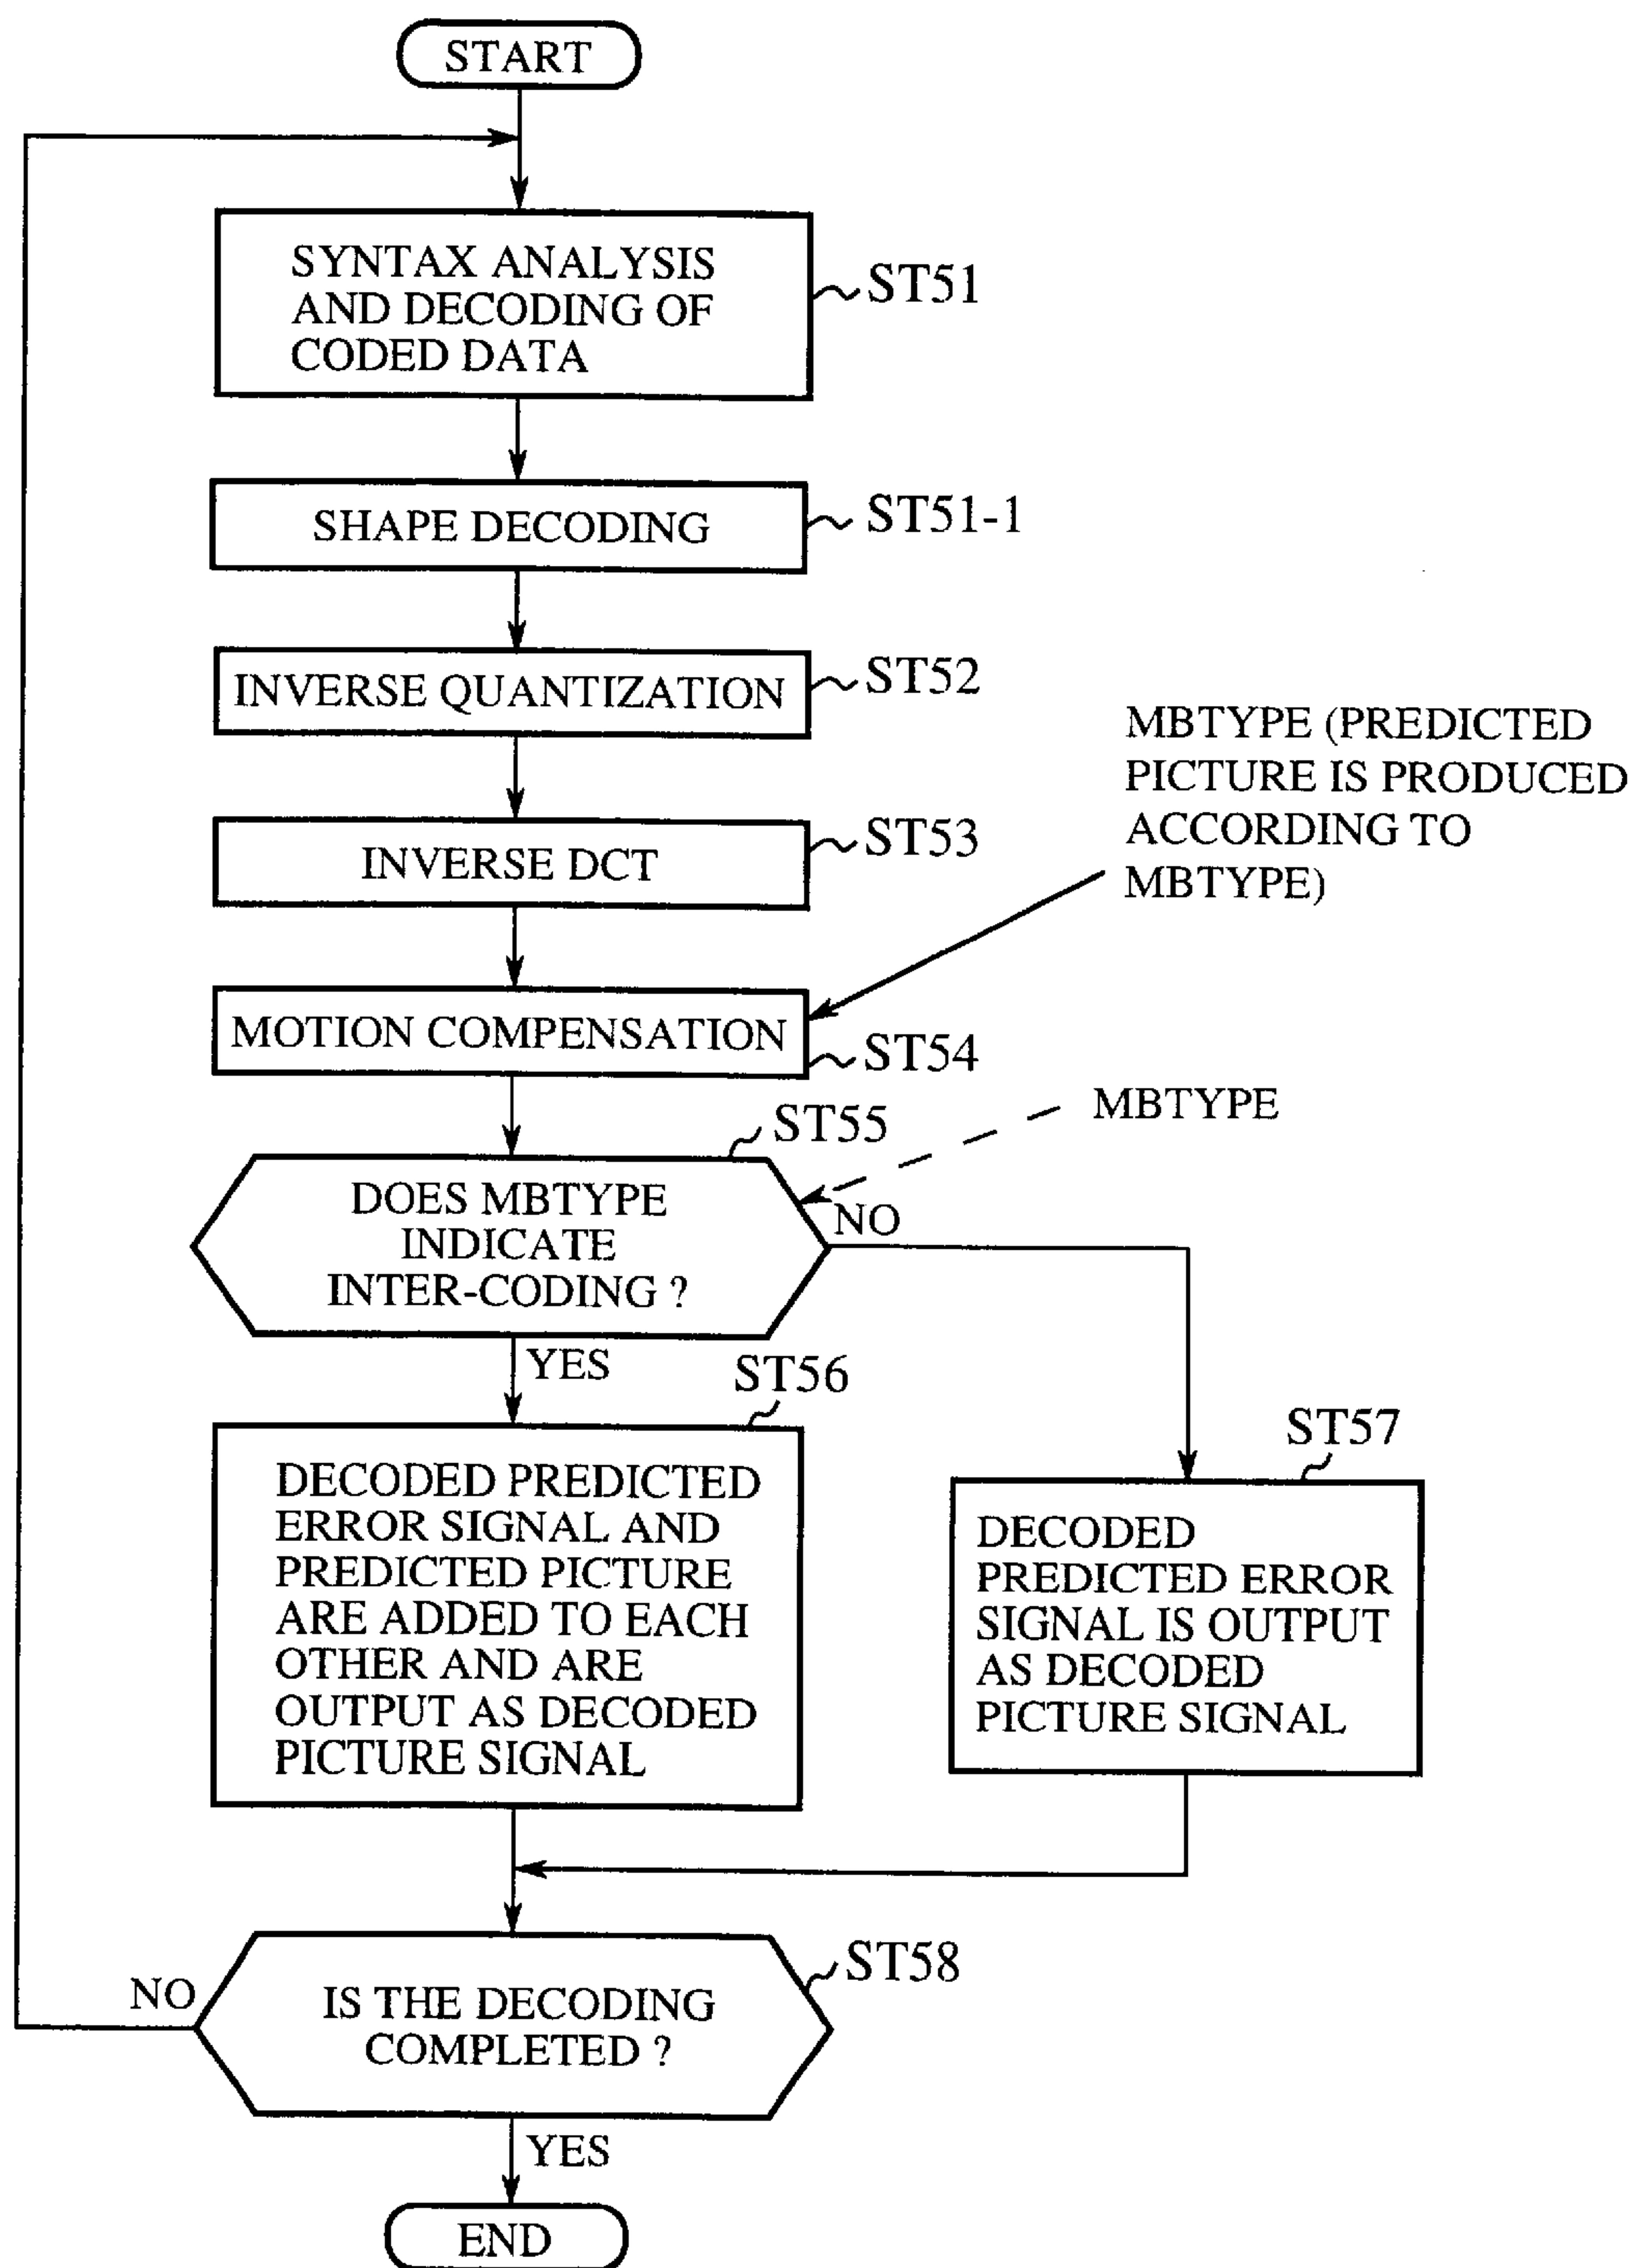 START
SYNTAX ANALYSIS
AND DECODING OF
CODED DATA
ST51
SHAPE DECODING
ST51-1
INVERSE QUANTIZATION
ST52
INVERSE DCT
ST53
MBTYPE (PREDICTED
PICTURE IS PRODUCED
ACCORDING TO
MBTYPE)
MOTION COMPENSATION
ST54
MBTYPE
ST55
DOES MBTYPE
INDICATE
INTER-CODING ?
NO
YES
ST56
DECODED PREDICTED
ERROR SIGNAL AND
PREDICTED PICTURE
ARE ADDED TO EACH
OTHER AND ARE
OUTPUT AS DECODED
PICTURE SIGNAL
ST57
DECODED
PREDICTED ERROR
SIGNAL IS OUTPUT
AS DECODED
PICTURE SIGNAL
ST58
IS THE DECODING
COMPLETED ?
NO
YES
END